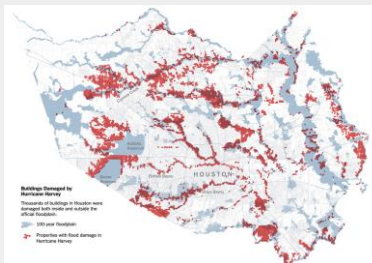 HOUSTON
Buildings Damaged by
Hurricane Harvey
Thousands of buildings in Houston were
damaged both inside and outside the
official floodplain.
100-year floodplain
Properties with flood damage in
Hurricane Harvey